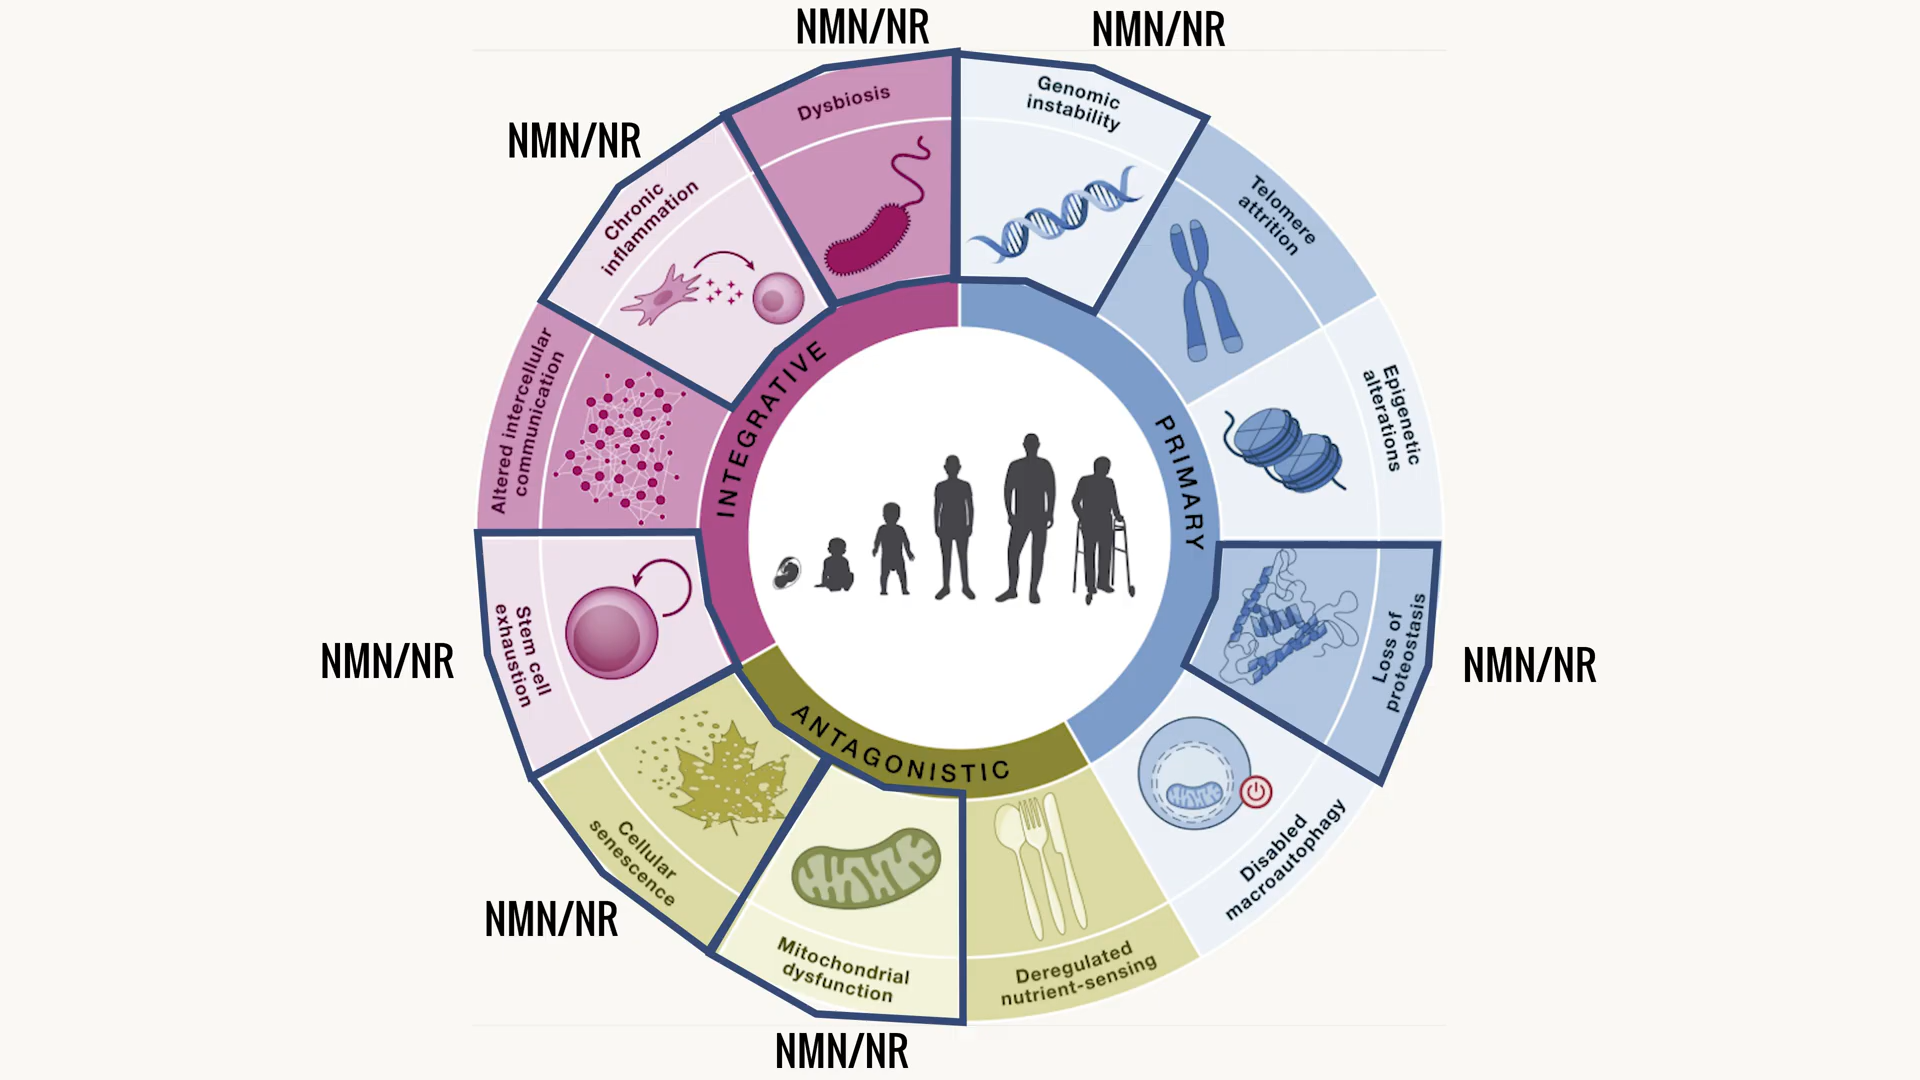 NMN/NR
NMN/NR
Dysbiosis
Genomic
instability
NMN/NR
Chronic
inflammation
Telomere
attrition
Altered intercellular
communication
Epigenetic
alterations
INTEGRATIVE
PRIMARY
ANTAGONISTIC
Stem cell
exhaustion
NMN/NR
Loss of
proteostasis
NMN/NR
Cellular
senescence
NMN/NR
Disabled
macroautophagy
Mitochondrial
dysfunction
Deregulated
nutrient-sensing
NMN/NR